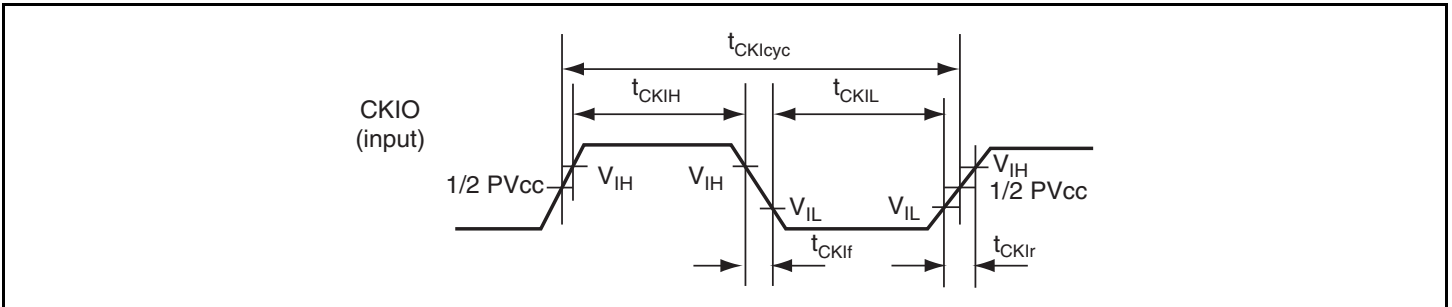 tCKIcyc
tCKIH
tCKIL
CKIO
(input)
1/2 PVcc
VIH
VIH
VIL
VIL
VIH
1/2 PVcc
tCKIf
tCKIr